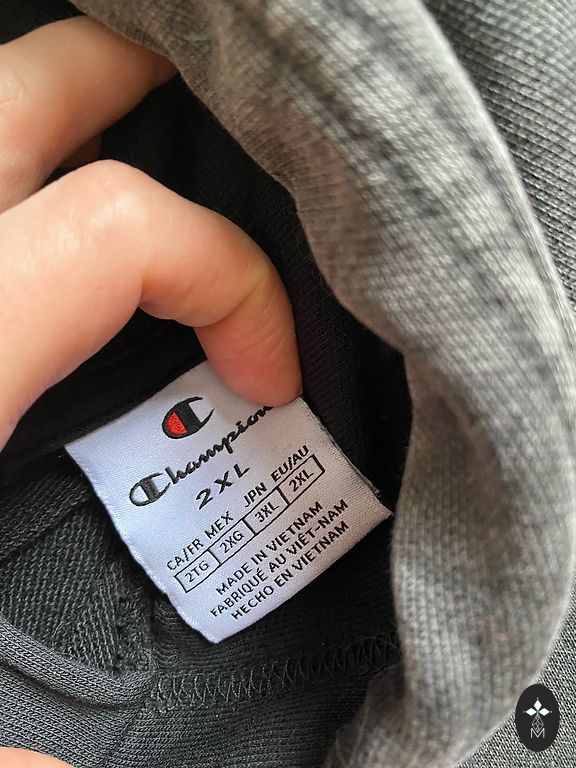 Champion
2XL
CA/FR MEX JPN EU/AU
2TG 2XG 3XL 2XL
MADE IN VIETNAM
FABRIQUÉ AU VIÊT-NAM
HECHO EN VIETNAM
M